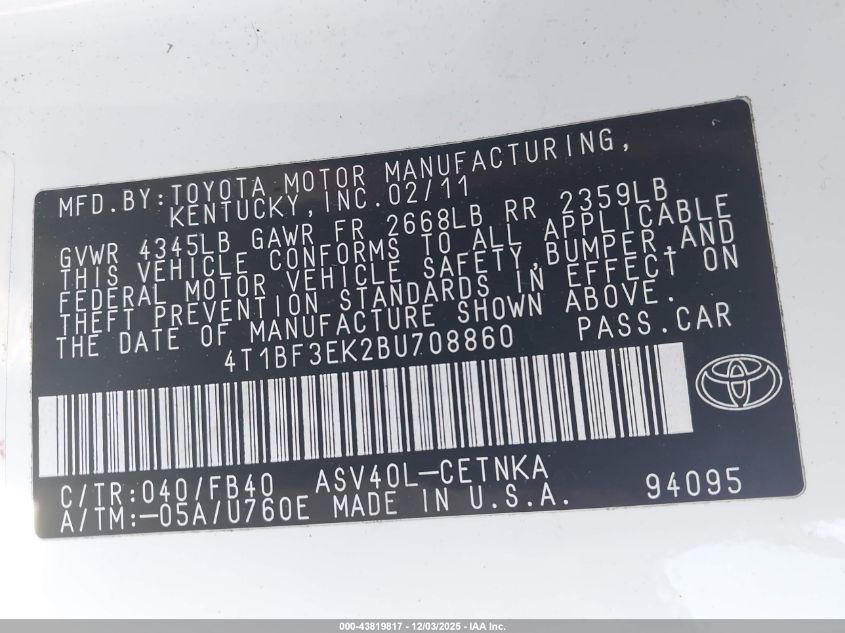 MFD.BY:TOYOTA MOTOR MANUFACTURING,
KENTUCKY,INC.02/11
GVWR 4345LB GAWR FR 2668LB RR 2359LB
THIS VEHICLE CONFORMS TO ALL APPLICABLE
FEDERAL MOTOR VEHICLE SAFETY,BUMPER,AND
THEFT PREVENTION STANDARDS IN EFFECT ON
THE DATE OF MANUFACTURE SHOWN ABOVE.
4T1BF3EK2BU708860 PASS.CAR
C/TR:040/FB40 ASV40L-CETNKA
A/TM:-05A/U760E MADE IN U.S.A. 94095
000-43819817 - 12/03/2025 - IAA Inc.